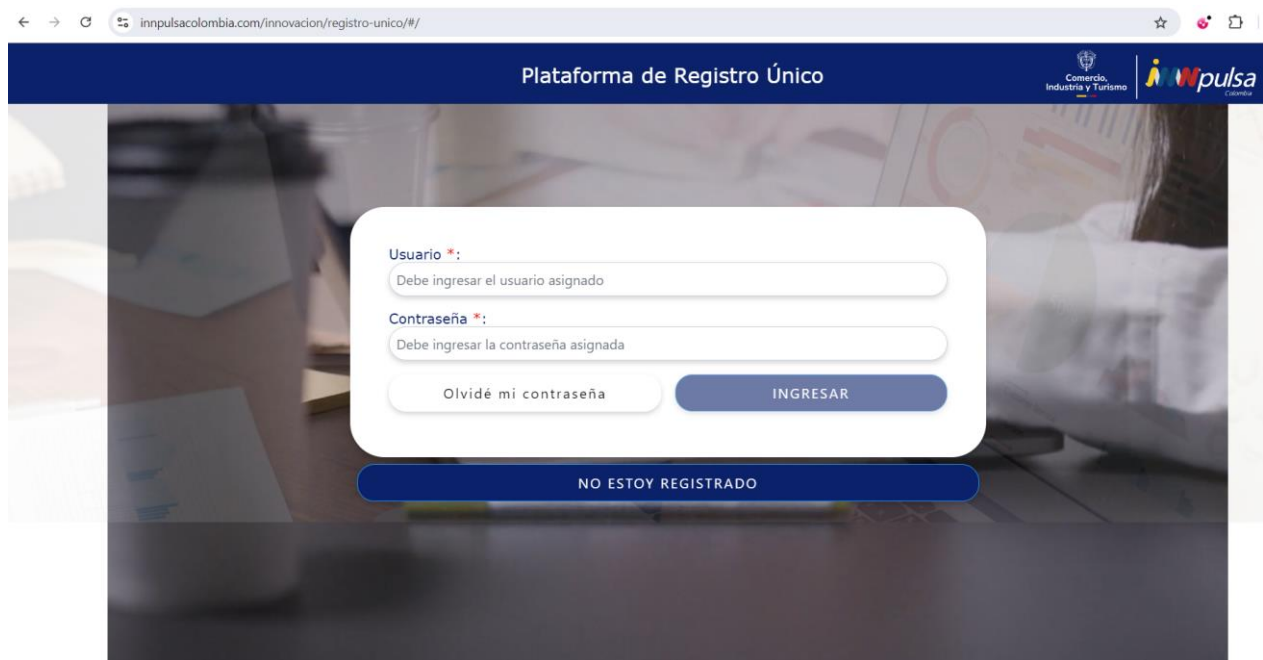 innpulsacolombia.com/innovacion/registro-unico/#/
Plataforma de Registro Único
Comercio,
Industria y Turismo
iNNpulsa
Colombia
Usuario *:
Debe ingresar el usuario asignado
Contraseña *:
Debe ingresar la contraseña asignada
Olvidé mi contraseña
INGRESAR
NO ESTOY REGISTRADO